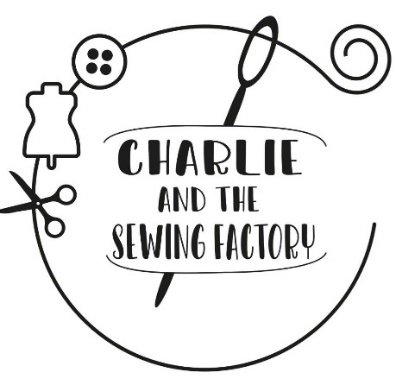 CHARLIE
AND THE
SEWING FACTORY